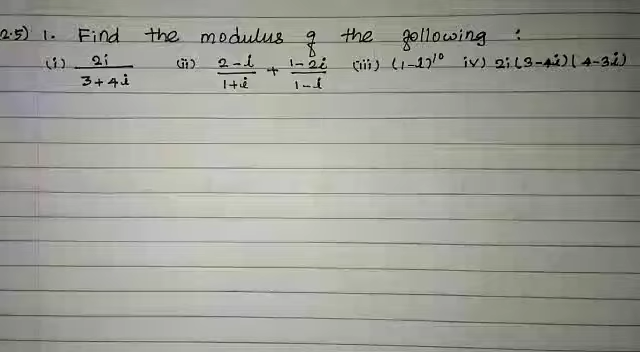 2.5) 1. Find the modulus of the following :
(i) 2i/3+4i (ii) 2-i/1+i + 1-2i/1-i (iii) (1-i)^10 iv) 2i(3-4i)(4-3i)